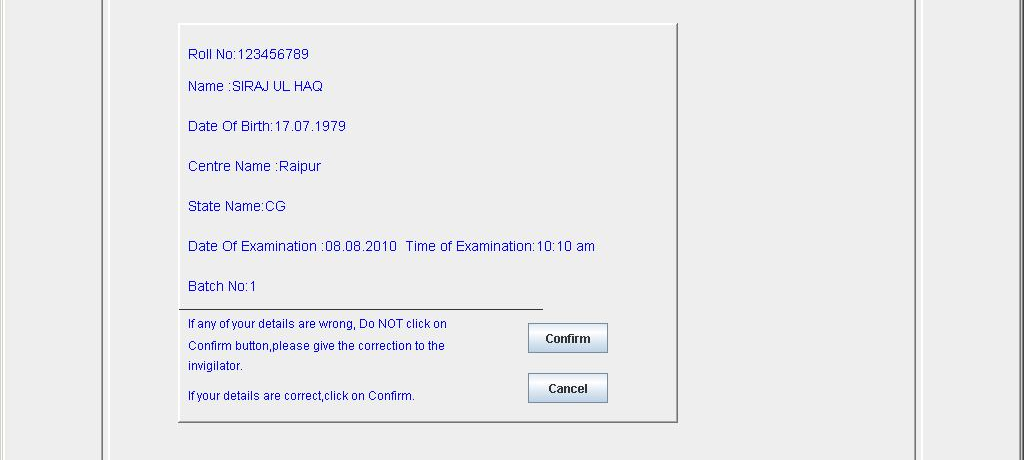 Roll No:123456789
Name :SIRAJ UL HAQ
Date Of Birth:17.07.1979
Centre Name :Raipur
State Name:CG
Date Of Examination :08.08.2010 Time of Examination:10:10 am
Batch No:1
If any of your details are wrong, Do NOT click on
Confirm button,please give the correction to the
invigilator.
If your details are correct,click on Confirm.
Confirm
Cancel